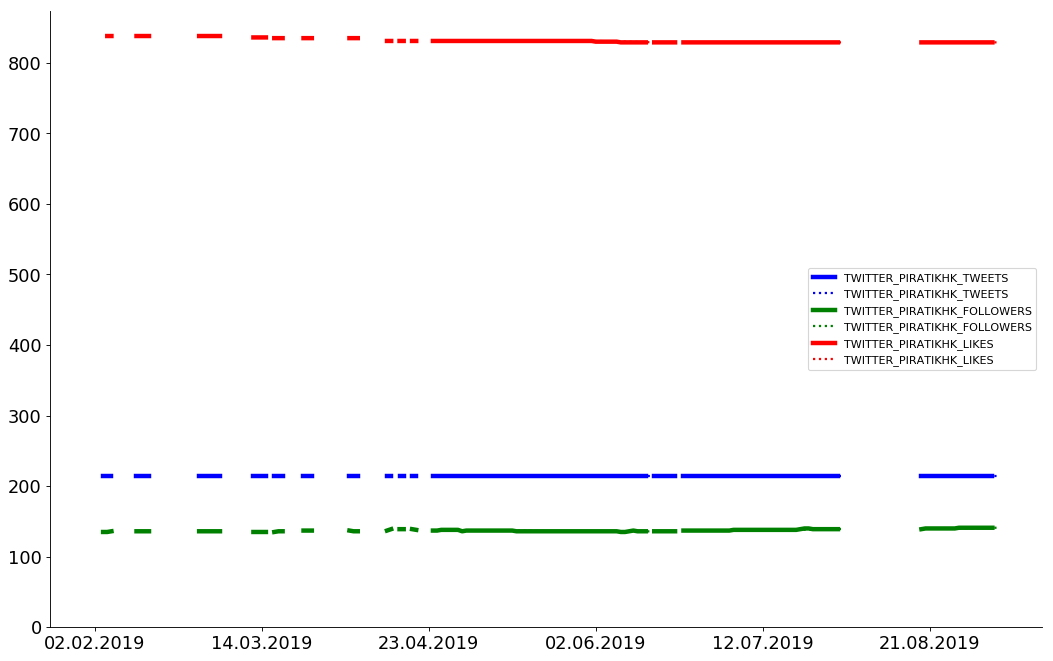 800
700
600
500
400
300
200
100
0
TWITTER_PIRATIKHK_TWEETS
TWITTER_PIRATIKHK_TWEETS
TWITTER_PIRATIKHK_FOLLOWERS
TWITTER_PIRATIKHK_FOLLOWERS
TWITTER_PIRATIKHK_LIKES
TWITTER_PIRATIKHK_LIKES
02.02.2019 14.03.2019 23.04.2019 02.06.2019 12.07.2019 21.08.2019